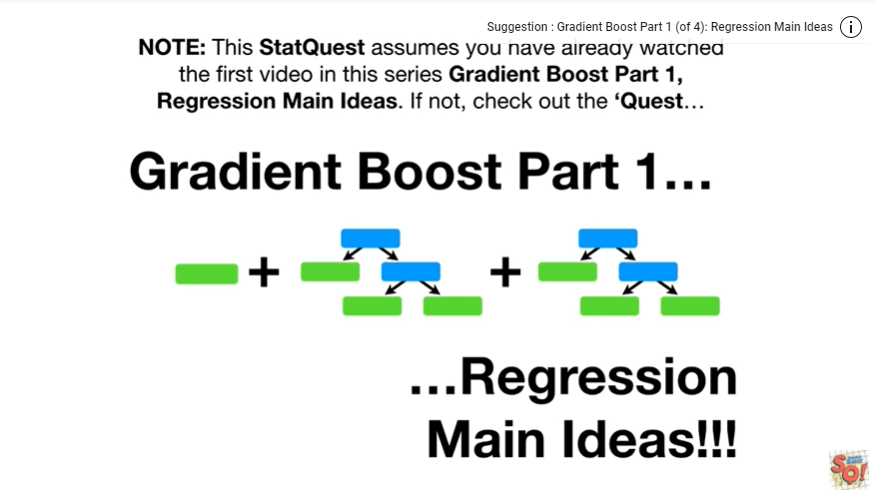 Suggestion : Gradient Boost Part 1 (of 4): Regression Main Ideas
NOTE: This StatQuest assumes you have already watched
the first video in this series Gradient Boost Part 1,
Regression Main Ideas. If not, check out the ‘Quest…
Gradient Boost Part 1…
+ +
…Regression
Main Ideas!!!
SQ!